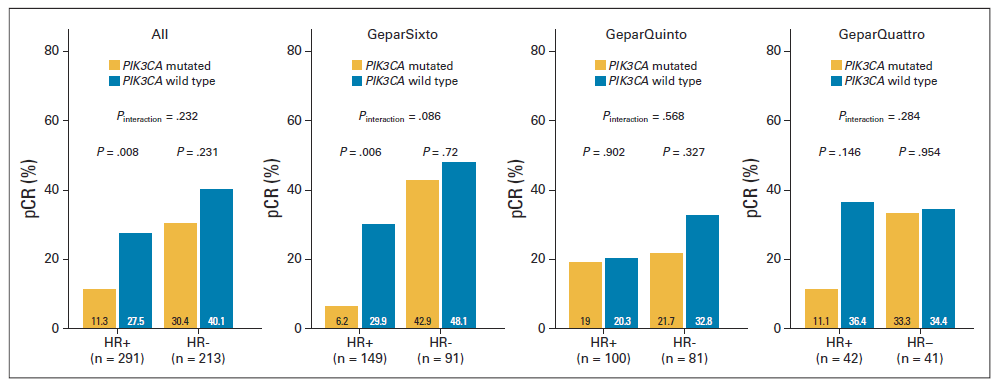 All
pCR (%)
80
60
40
20
0
PIK3CA mutated
PIK3CA wild type
Pinteraction = .232
P = .008
P = .231
11.3
27.5
30.4
40.1
HR+
(n = 291)
HR-
(n = 213)
GeparSixto
pCR (%)
80
60
40
20
0
PIK3CA mutated
PIK3CA wild type
Pinteraction = .086
P = .006
P = .72
6.2
29.9
42.9
48.1
HR+
(n = 149)
HR-
(n = 91)
GeparQuinto
pCR (%)
80
60
40
20
0
PIK3CA mutated
PIK3CA wild type
Pinteraction = .568
P = .902
P = .327
19
20.3
21.7
32.8
HR+
(n = 100)
HR-
(n = 81)
GeparQuattro
pCR (%)
80
60
40
20
0
PIK3CA mutated
PIK3CA wild type
Pinteraction = .284
P = .146
P = .954
11.1
36.4
33.3
34.4
HR+
(n = 42)
HR–
(n = 41)